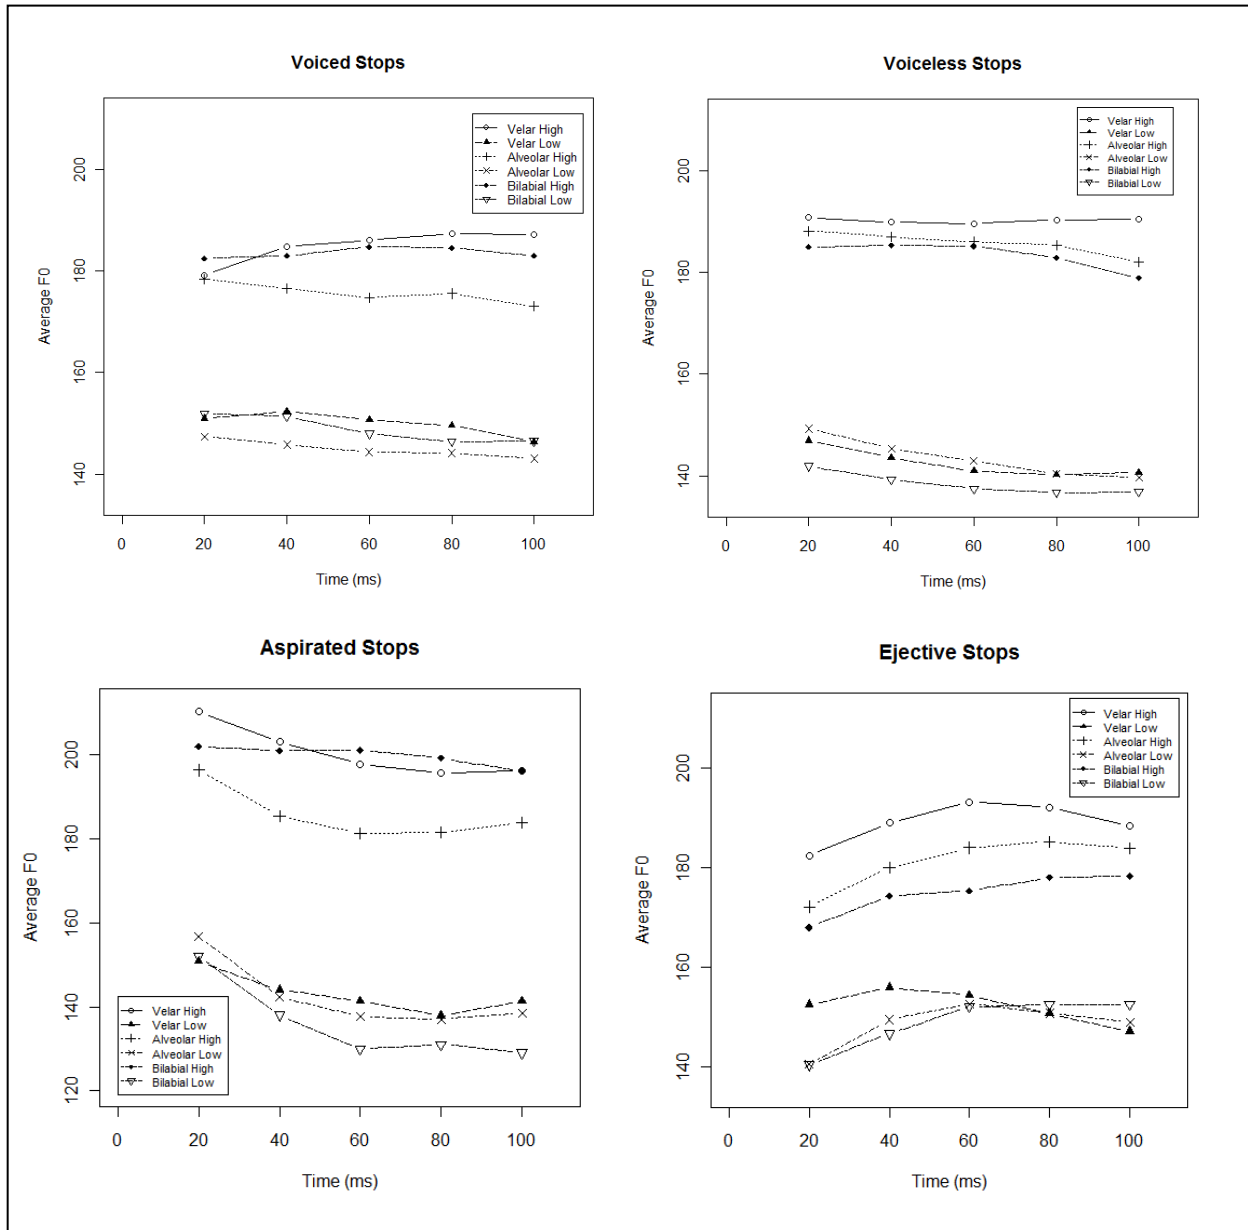 Voiced Stops
Average F0
200
180
160
140
Velar High
Velar Low
Alveolar High
Alveolar Low
Bilabial High
Bilabial Low
0 20 40 60 80 100
Time (ms)
Voiceless Stops
Average F0
200
180
160
140
Velar High
Velar Low
Alveolar High
Alveolar Low
Bilabial High
Bilabial Low
0 20 40 60 80 100
Time (ms)
Aspirated Stops
Average F0
200
180
160
140
120
Velar High
Velar Low
Alveolar High
Alveolar Low
Bilabial High
Bilabial Low
0 20 40 60 80 100
Time (ms)
Ejective Stops
Average F0
200
180
160
140
Velar High
Velar Low
Alveolar High
Alveolar Low
Bilabial High
Bilabial Low
0 20 40 60 80 100
Time (ms)